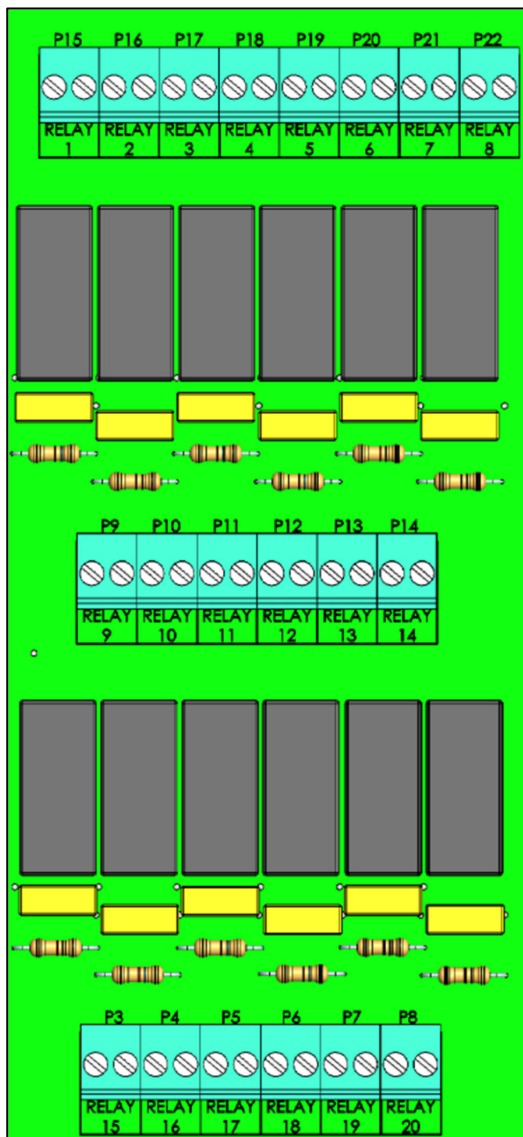 P15 P16 P17 P18 P19 P20 P21 P22
RELAY RELAY RELAY RELAY RELAY RELAY RELAY RELAY
1 2 3 4 5 6 7 8
P9 P10 P11 P12 P13 P14
RELAY RELAY RELAY RELAY RELAY RELAY
9 10 11 12 13 14
P3 P4 P5 P6 P7 P8
RELAY RELAY RELAY RELAY RELAY RELAY
15 16 17 18 19 20